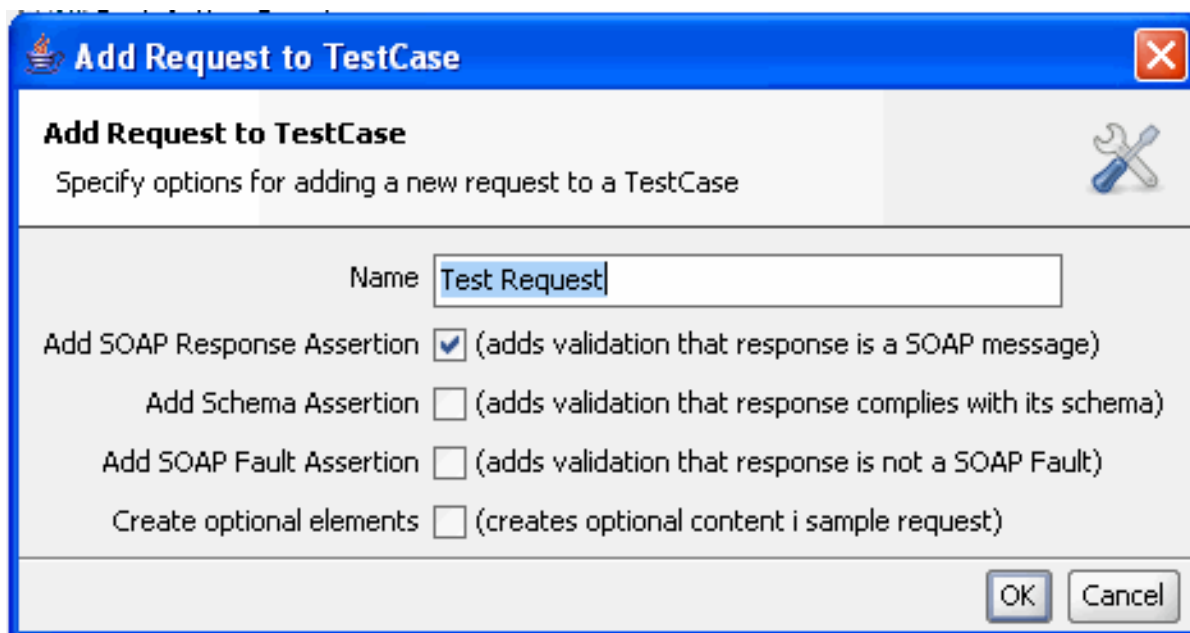 Add Request to TestCase
Add Request to TestCase
Specify options for adding a new request to a TestCase
Name Test Request
Add SOAP Response Assertion (adds validation that response is a SOAP message)
Add Schema Assertion (adds validation that response complies with its schema)
Add SOAP Fault Assertion (adds validation that response is not a SOAP Fault)
Create optional elements (creates optional content i sample request)
OK Cancel